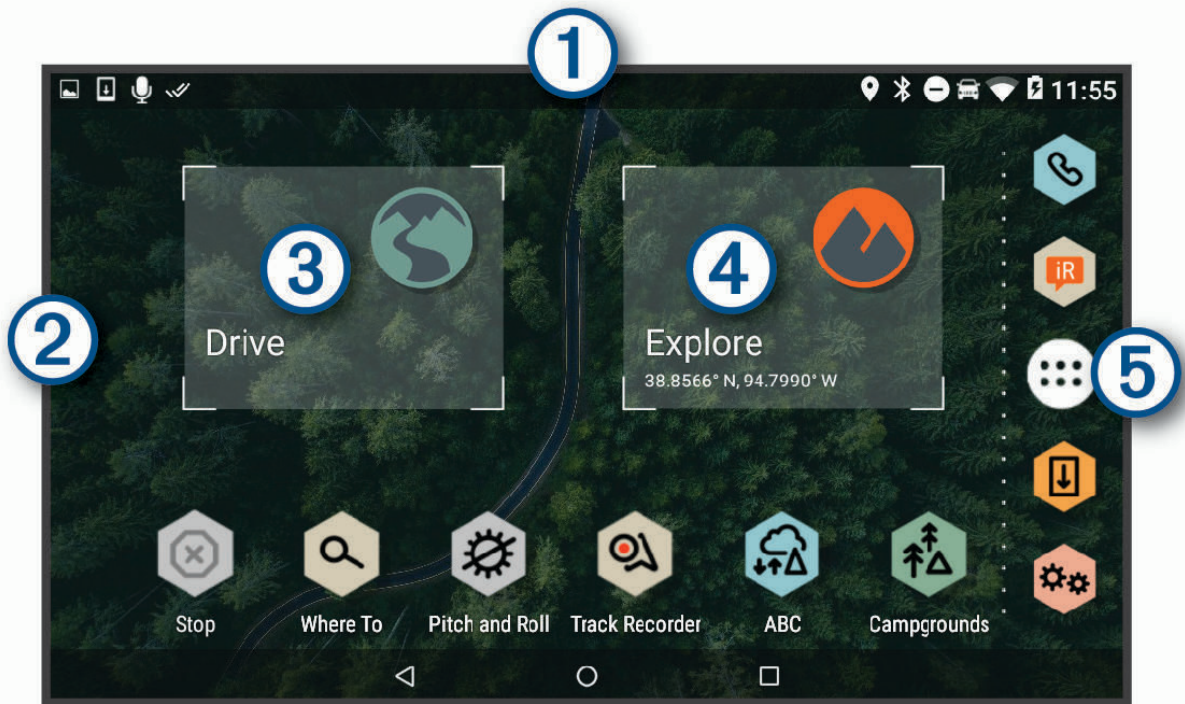 1
11:55
2
3
Drive
4
Explore
38.8566° N, 94.7990° W
iR
5
Stop
Where To
Pitch and Roll
Track Recorder
ABC
Campgrounds